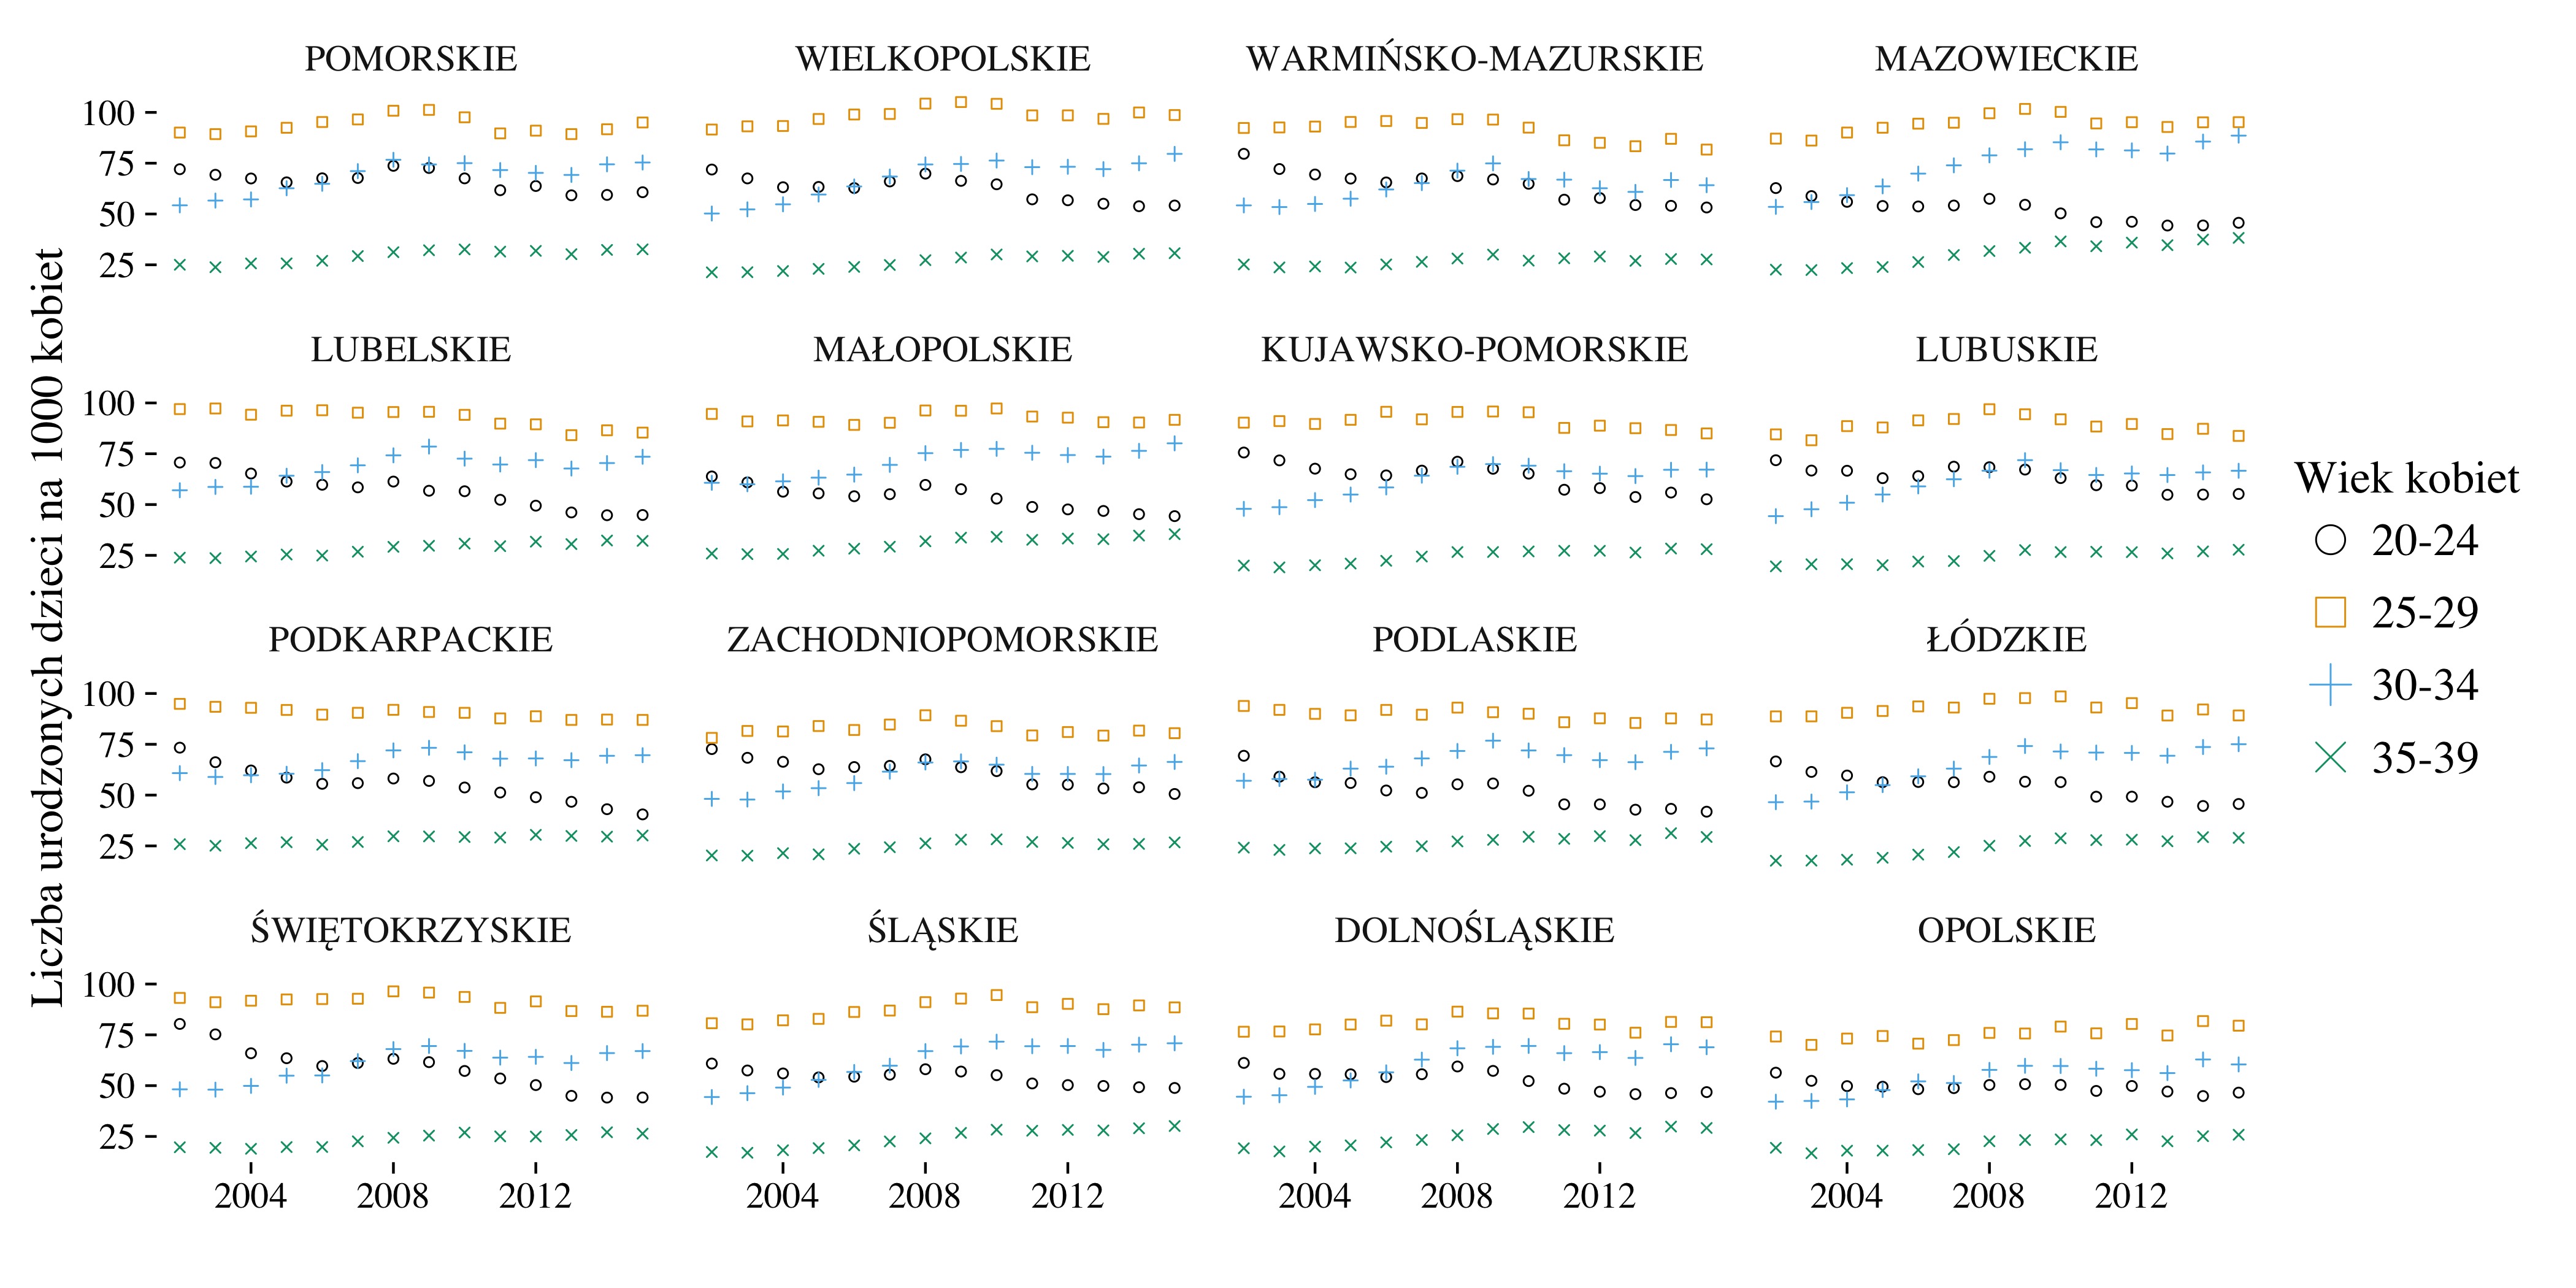 POMORSKIE
WIELKOPOLSKIE
WARMIŃSKO-MAZURSKIE
MAZOWIECKIE
100
75
50
25
LUBELSKIE
MAŁOPOLSKIE
KUJAWSKO-POMORSKIE
LUBUSKIE
100
75
50
25
PODKARPACKIE
ZACHODNIOPOMORSKIE
PODLASKIE
ŁÓDZKIE
100
75
50
25
ŚWIĘTOKRZYSKIE
ŚLĄSKIE
DOLNOŚLĄSKIE
OPOLSKIE
100
75
50
25
2004 2008 2012
2004 2008 2012
2004 2008 2012
2004 2008 2012
Liczba urodzonych dzieci na 1000 kobiet
Wiek kobiet
20-24
25-29
30-34
35-39